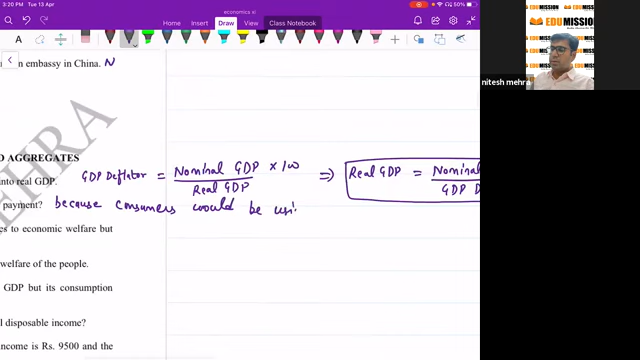 3:20 PM Tue 13 Apr
economics xi
50%
Home Insert Draw View Class Notebook
n embassy in China. N
D AGGREGATES
nto real GDP.
GDP Deflator = Nominal GDP × 100 / Real GDP ⇒ Real GDP = Nominal / GDP D
payment? because consumers would be usi
es to economic welfare but
welfare of the people.
GDP but its consumption
l disposable income?
ncome is Rs. 9500 and the
MEHRA
EDUMISSION
EDUMISSION
nitesh mehra